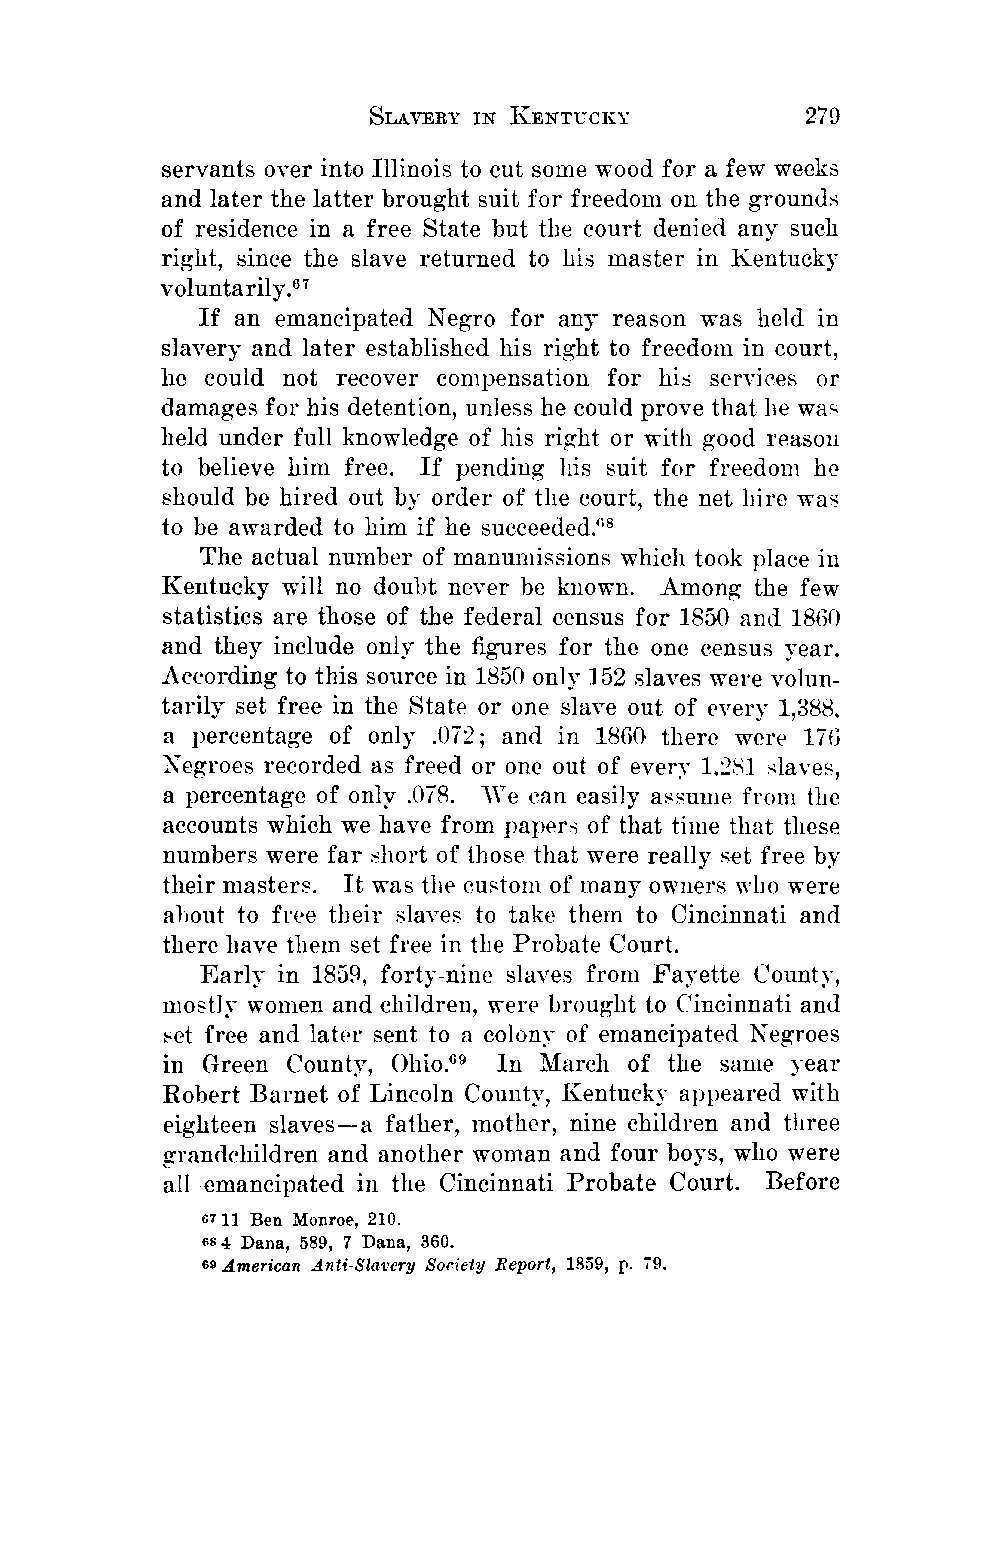 SLAVERY IN KENTUCKY 279
servants over into Illinois to cut some wood for a few weeks
and later the latter brought suit for freedom on the grounds
of residence in a free State but the court denied any such
right, since the slave returned to his master in Kentucky
voluntarily.⁶⁷
If an emancipated Negro for any reason was held in
slavery and later established his right to freedom in court,
he could not recover compensation for his services or
damages for his detention, unless he could prove that he was
held under full knowledge of his right or with good reason
to believe him free. If pending his suit for freedom he
should be hired out by order of the court, the net hire was
to be awarded to him if he succeeded.⁶⁸
The actual number of manumissions which took place in
Kentucky will no doubt never be known. Among the few
statistics are those of the federal census for 1850 and 1860
and they include only the figures for the one census year.
According to this source in 1850 only 152 slaves were volun-
tarily set free in the State or one slave out of every 1,388,
a percentage of only .072; and in 1860 there were 176
Negroes recorded as freed or one out of every 1,281 slaves,
a percentage of only .078. We can easily assume from the
accounts which we have from papers of that time that these
numbers were far short of those that were really set free by
their masters. It was the custom of many owners who were
about to free their slaves to take them to Cincinnati and
there have them set free in the Probate Court.
Early in 1859, forty-nine slaves from Fayette County,
mostly women and children, were brought to Cincinnati and
set free and later sent to a colony of emancipated Negroes
in Green County, Ohio.⁶⁹ In March of the same year
Robert Barnet of Lincoln County, Kentucky appeared with
eighteen slaves—a father, mother, nine children and three
grandchildren and another woman and four boys, who were
all emancipated in the Cincinnati Probate Court. Before
⁶⁷ 11 Ben Monroe, 210.
⁶⁸ 4 Dana, 589, 7 Dana, 360.
⁶⁹ American Anti-Slavery Society Report, 1859, p. 79.